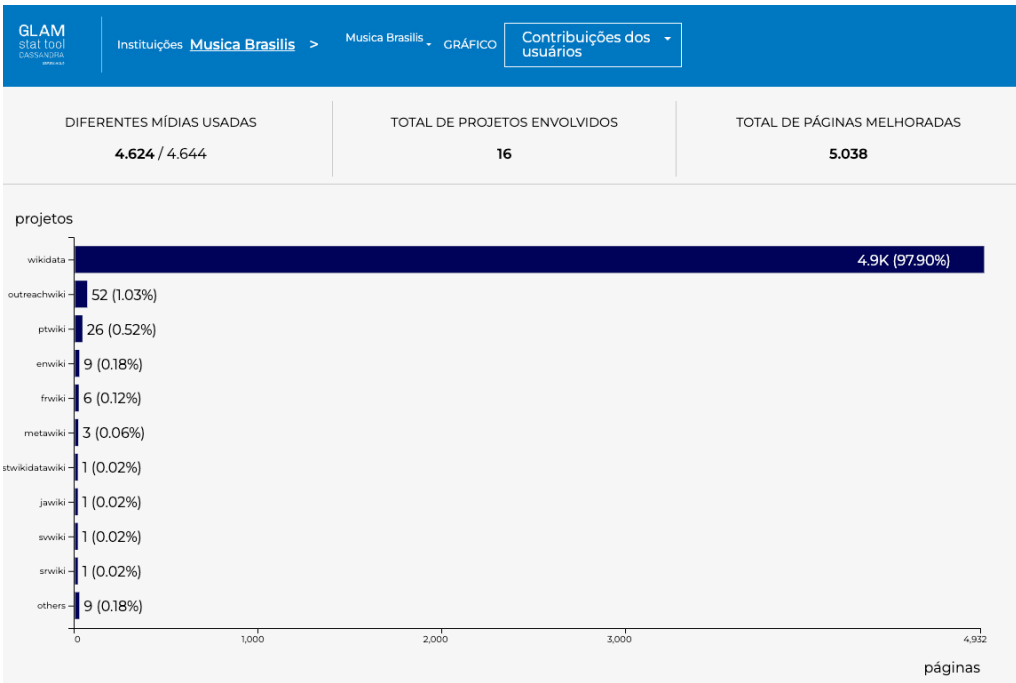 GLAM
stat tool
CASSANDRA
Instituições Musica Brasilis > Musica Brasilis GRÁFICO Contribuições dos
usuários
DIFERENTES MÍDIAS USADAS
4.624 / 4.644
TOTAL DE PROJETOS ENVOLVIDOS
16
TOTAL DE PÁGINAS MELHORADAS
5.038
projetos
wikidata 4.9K (97.90%)
outreachwiki 52 (1.03%)
ptwiki 26 (0.52%)
enwiki 9 (0.18%)
frwiki 6 (0.12%)
metawiki 3 (0.06%)
stwikidatawiki 1 (0.02%)
jawiki 1 (0.02%)
svwiki 1 (0.02%)
srwiki 1 (0.02%)
others 9 (0.18%)
0 1,000 2,000 3,000 4,932
páginas